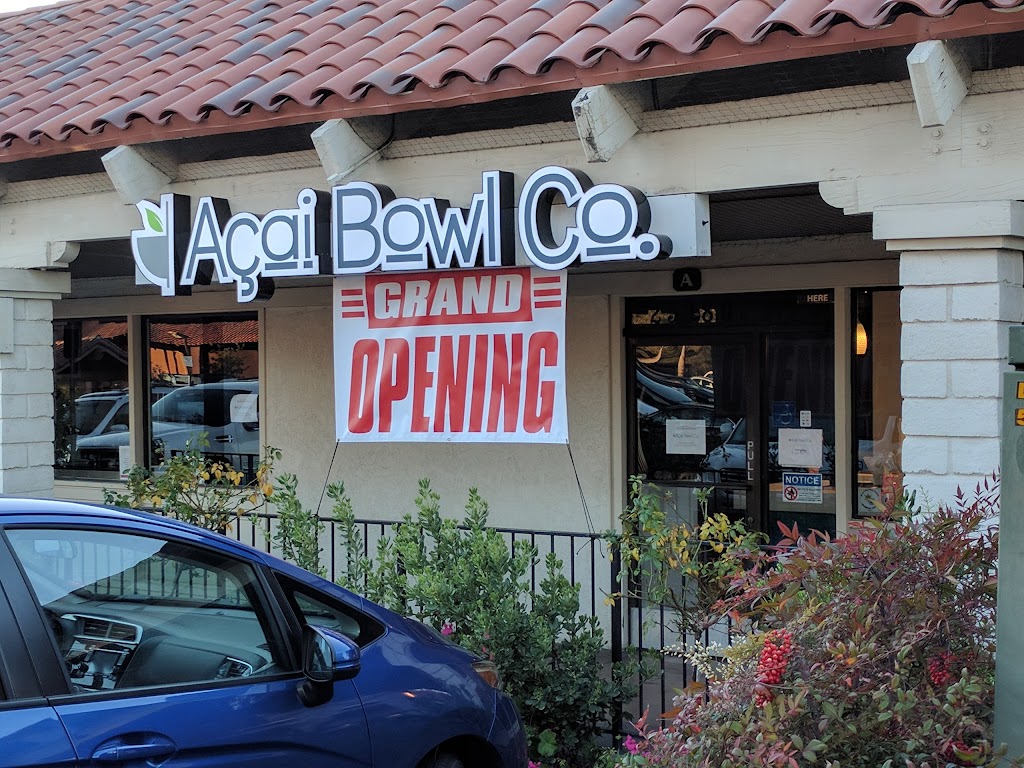 Açai Bowl Co.
GRAND
OPENING
A
HERE
PULL
NOTICE